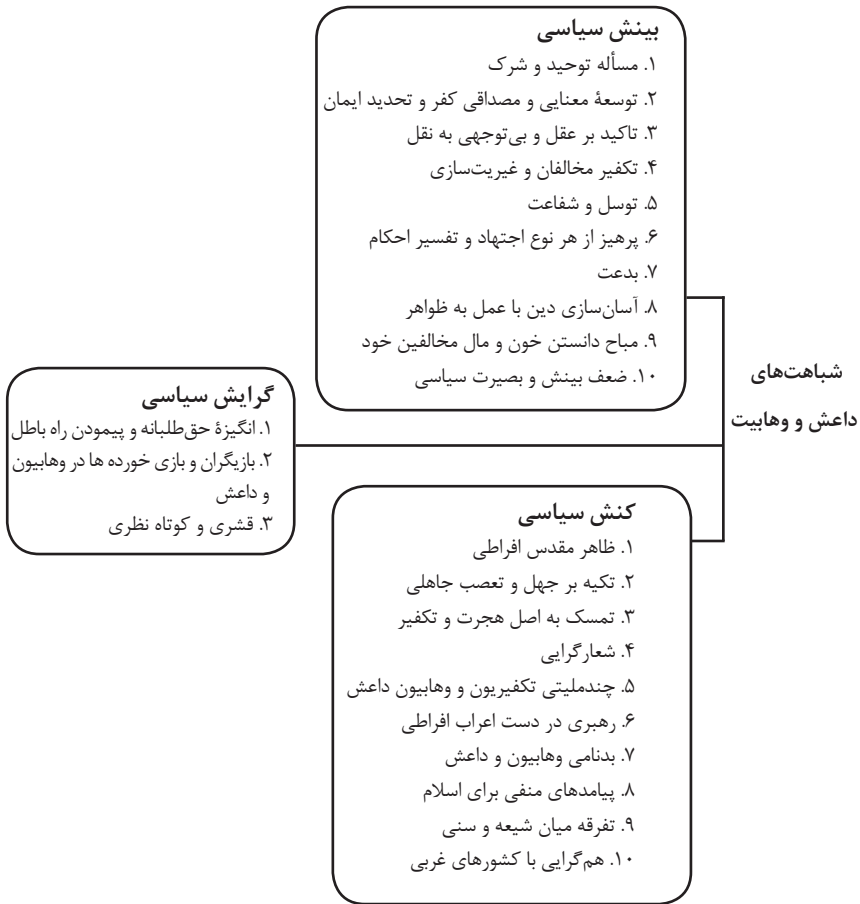 بینش سیاسی
۱. مسأله توحید و شرک
۲. توسعهٔ معنایی و مصداقی کفر و تحدید ایمان
۳. تاکید بر عقل و بی‌توجهی به نقل
۴. تکفیر مخالفان و غیریت‌سازی
۵. توسل و شفاعت
۶. پرهیز از هر نوع اجتهاد و تفسیر احکام
۷. بدعت
۸. آسان‌سازی دین با عمل به ظواهر
۹. مباح دانستن خون و مال مخالفین خود
۱۰. ضعف بینش و بصیرت سیاسی
شباهت‌های
داعش و وهابیت
گرایش سیاسی
۱. انگیزهٔ حق‌طلبانه و پیمودن راه باطل
۲. بازیگران و بازی خورده ها در وهابیون
و داعش
۳. قشری و کوتاه نظری
کنش سیاسی
۱. ظاهر مقدس افراطی
۲. تکیه بر جهل و تعصب جاهلی
۳. تمسک به اصل هجرت و تکفیر
۴. شعارگرایی
۵. چندملیتی تکفیریون و وهابیون داعش
۶. رهبری در دست اعراب افراطی
۷. بدنامی وهابیون و داعش
۸. پیامدهای منفی برای اسلام
۹. تفرقه میان شیعه و سنی
۱۰. هم‌گرایی با کشورهای غربی